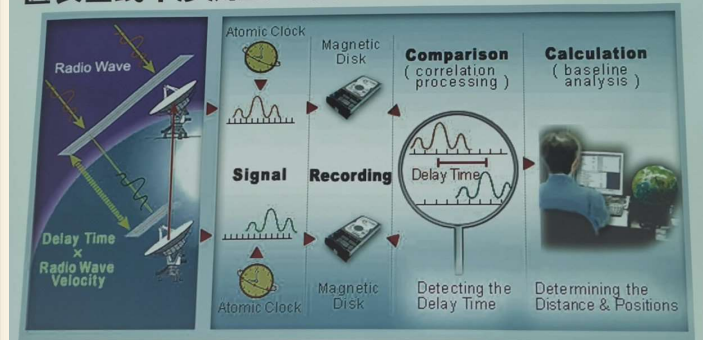 Radio Wave
Delay Time
×
Radio Wave
Velocity
Atomic Clock
Signal
Atomic Clock
Magnetic
Disk
Recording
Magnetic
Disk
Comparison
( correlation
processing )
Delay Time
Detecting the
Delay Time
Calculation
( baseline
analysis )
Determining the
Distance & Positions